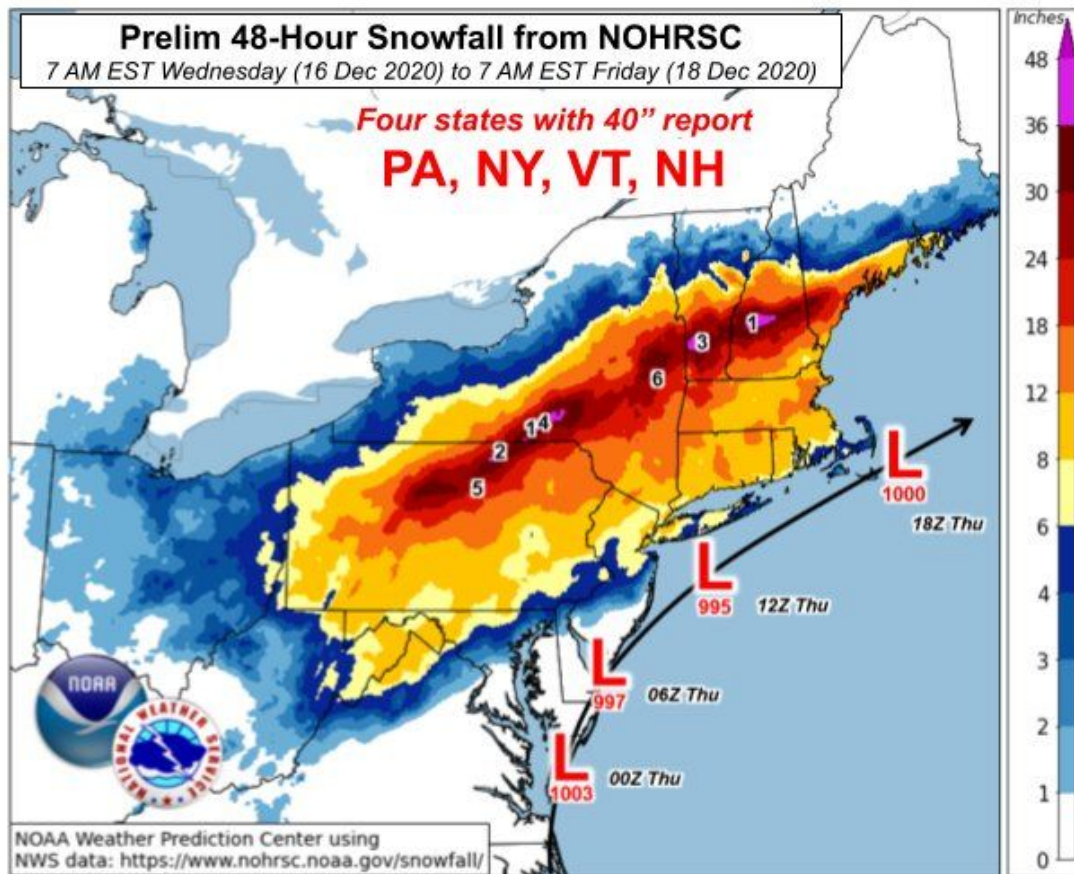 Prelim 48-Hour Snowfall from NOHRSC
7 AM EST Wednesday (16 Dec 2020) to 7 AM EST Friday (18 Dec 2020)
Four states with 40” report
PA, NY, VT, NH
Inches
48
36
30
24
18
12
8
6
4
3
2
1
0
1
3
6
14
2
5
L
1000
18Z Thu
L
995
12Z Thu
L
997
06Z Thu
L
1003
00Z Thu
NOAA
NATIONAL WEATHER SERVICE
NOAA Weather Prediction Center using
NWS data: https://www.nohrsc.noaa.gov/snowfall/